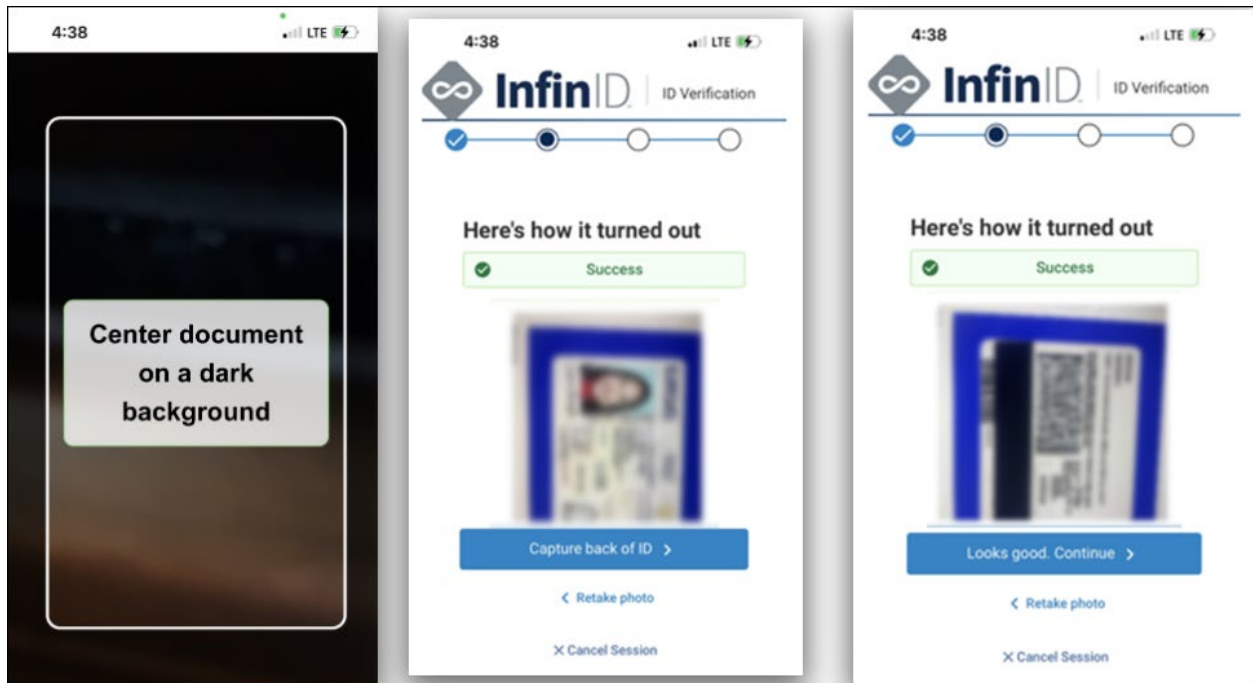 4:38
LTE
Center document
on a dark
background
4:38
LTE
InfinID | ID Verification
Here's how it turned out
Success
Capture back of ID >
< Retake photo
X Cancel Session
4:38
LTE
InfinID | ID Verification
Here's how it turned out
Success
Looks good. Continue >
< Retake photo
X Cancel Session